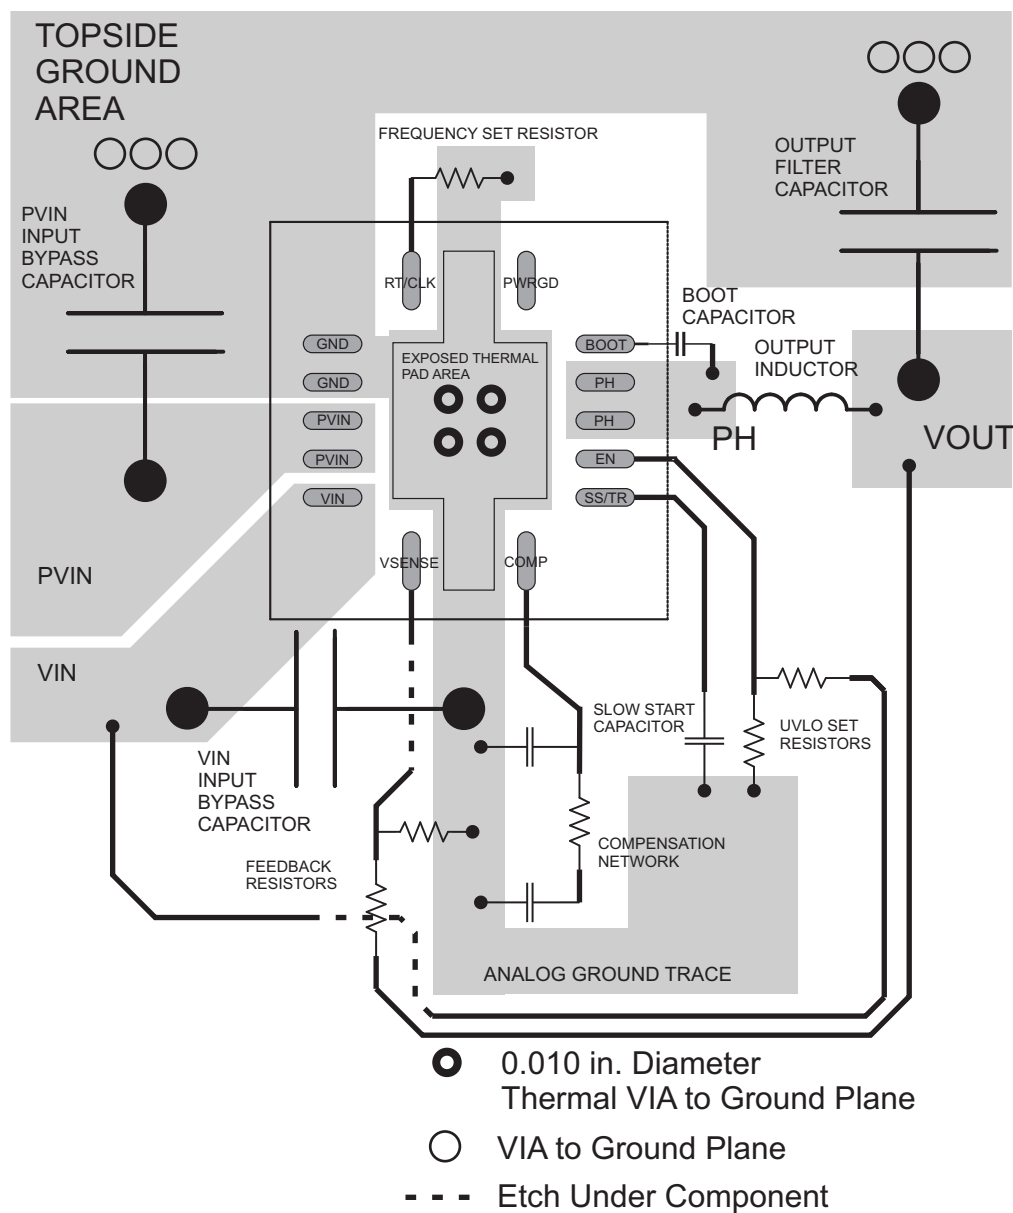 TOPSIDE
GROUND
AREA
FREQUENCY SET RESISTOR
OUTPUT
FILTER
CAPACITOR
PVIN
INPUT
BYPASS
CAPACITOR
RT/CLK
PWRGD
BOOT
CAPACITOR
GND
EXPOSED THERMAL
PAD AREA
BOOT
OUTPUT
INDUCTOR
GND
PH
PVIN
PH
PH
VOUT
PVIN
EN
VIN
SS/TR
VSENSE
COMP
PVIN
VIN
SLOW START
CAPACITOR
UVLO SET
RESISTORS
VIN
INPUT
BYPASS
CAPACITOR
COMPENSATION
NETWORK
FEEDBACK
RESISTORS
ANALOG GROUND TRACE
0.010 in. Diameter
Thermal VIA to Ground Plane
VIA to Ground Plane
Etch Under Component